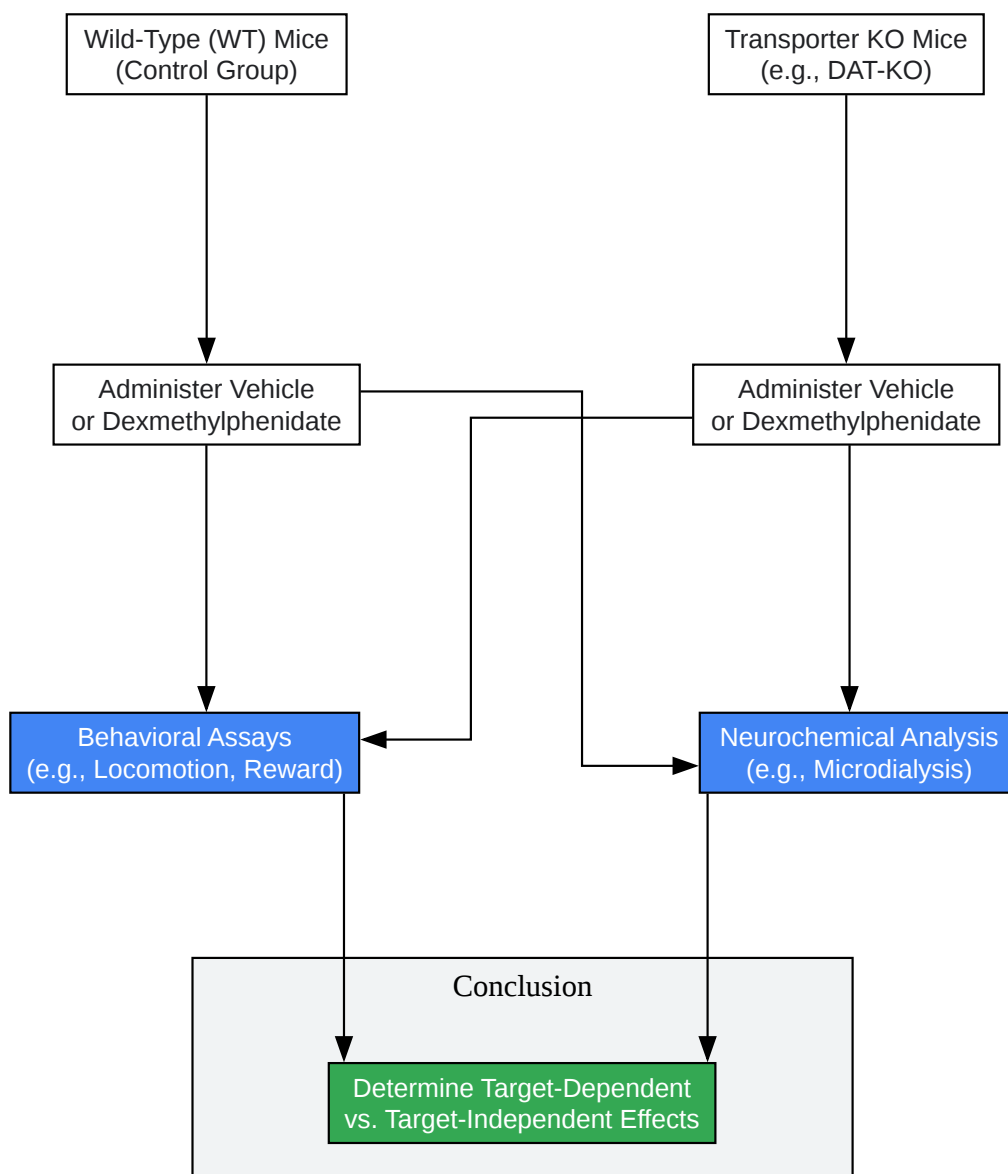 Wild-Type (WT) Mice
(Control Group)
Transporter KO Mice
(e.g., DAT-KO)
Administer Vehicle
or Dexmethylphenidate
Administer Vehicle
or Dexmethylphenidate
Behavioral Assays
(e.g., Locomotion, Reward)
Neurochemical Analysis
(e.g., Microdialysis)
Conclusion
Determine Target-Dependent
vs. Target-Independent Effects